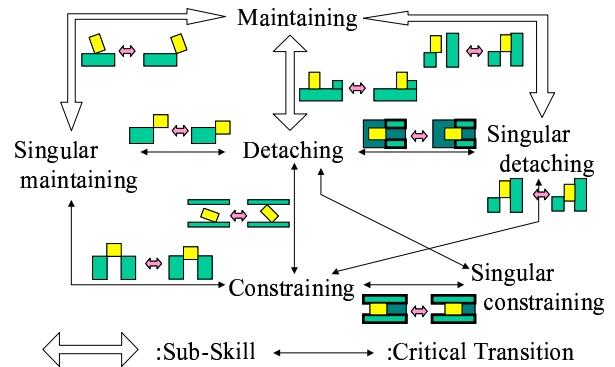 Maintaining
Singular
maintaining
Detaching
Singular
detaching
Constraining
Singular
constraining
:Sub-Skill
:Critical Transition